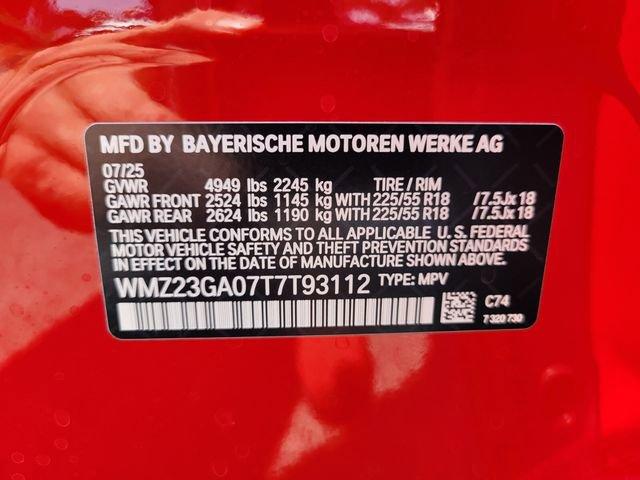 MFD BY BAYERISCHE MOTOREN WERKE AG
07/25
GVWR 4949 lbs 2245 kg TIRE / RIM
GAWR FRONT 2524 lbs 1145 kg WITH 225/55 R18 /7.5Jx18
GAWR REAR 2624 lbs 1190 kg WITH 225/55 R18 /7.5Jx18
THIS VEHICLE CONFORMS TO ALL APPLICABLE U.S. FEDERAL
MOTOR VEHICLE SAFETY AND THEFT PREVENTION STANDARDS
IN EFFECT ON THE DATE OF MANUFACTURE SHOWN ABOVE.
WMZ23GA07T7T93112 TYPE: MPV
C74
7 320 730